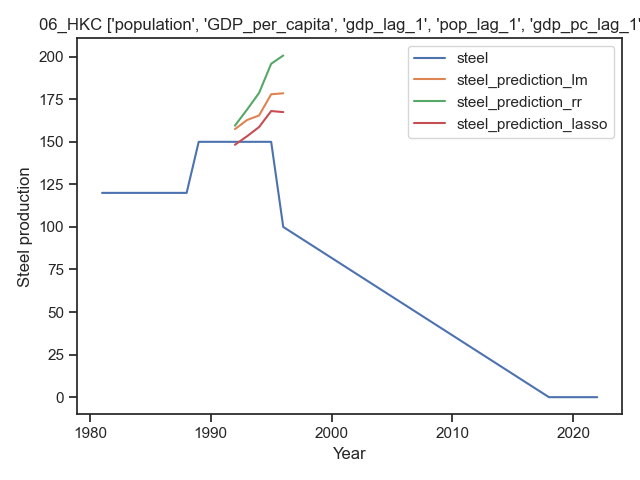 06_HKC ['population', 'GDP_per_capita', 'gdp_lag_1', 'pop_lag_1', 'gdp_pc_lag_1'
200
175
150
125
100
75
50
25
0
Steel production
steel
steel_prediction_lm
steel_prediction_rr
steel_prediction_lasso
1980
1990
2000
2010
2020
Year